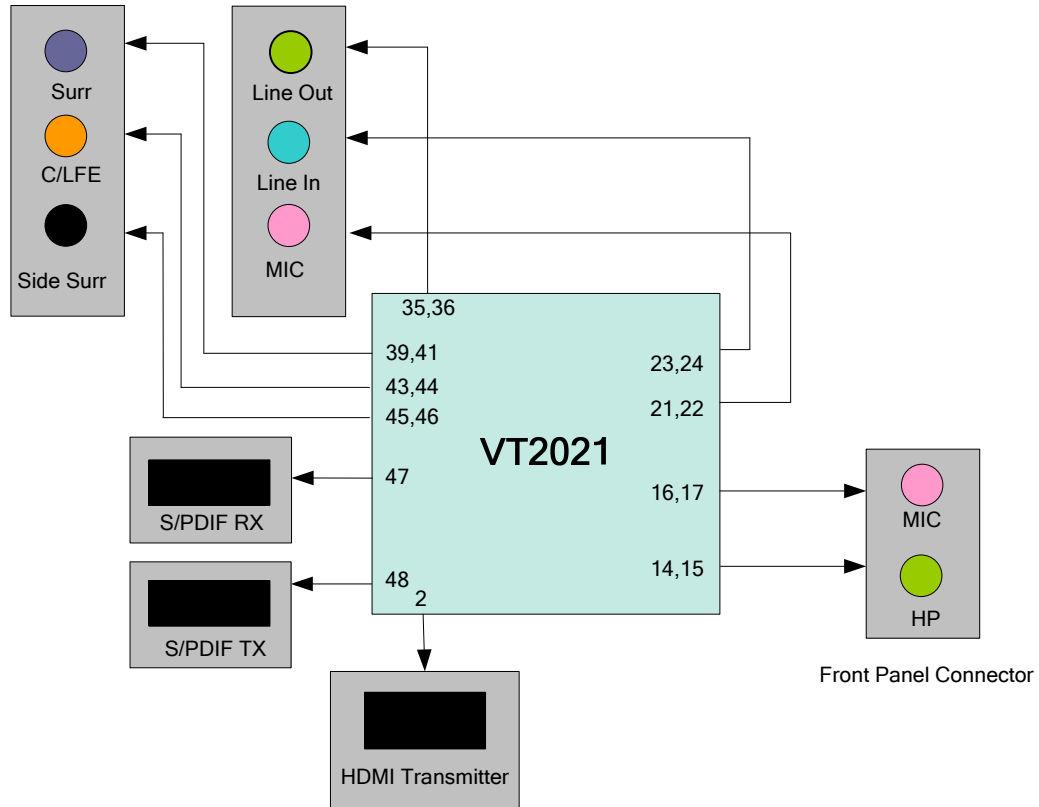 Surr
C/LFE
Side Surr
Line Out
Line In
MIC
35,36
39,41
43,44
45,46
47
48
2
23,24
21,22
16,17
14,15
VT2021
S/PDIF RX
S/PDIF TX
HDMI Transmitter
MIC
HP
Front Panel Connector